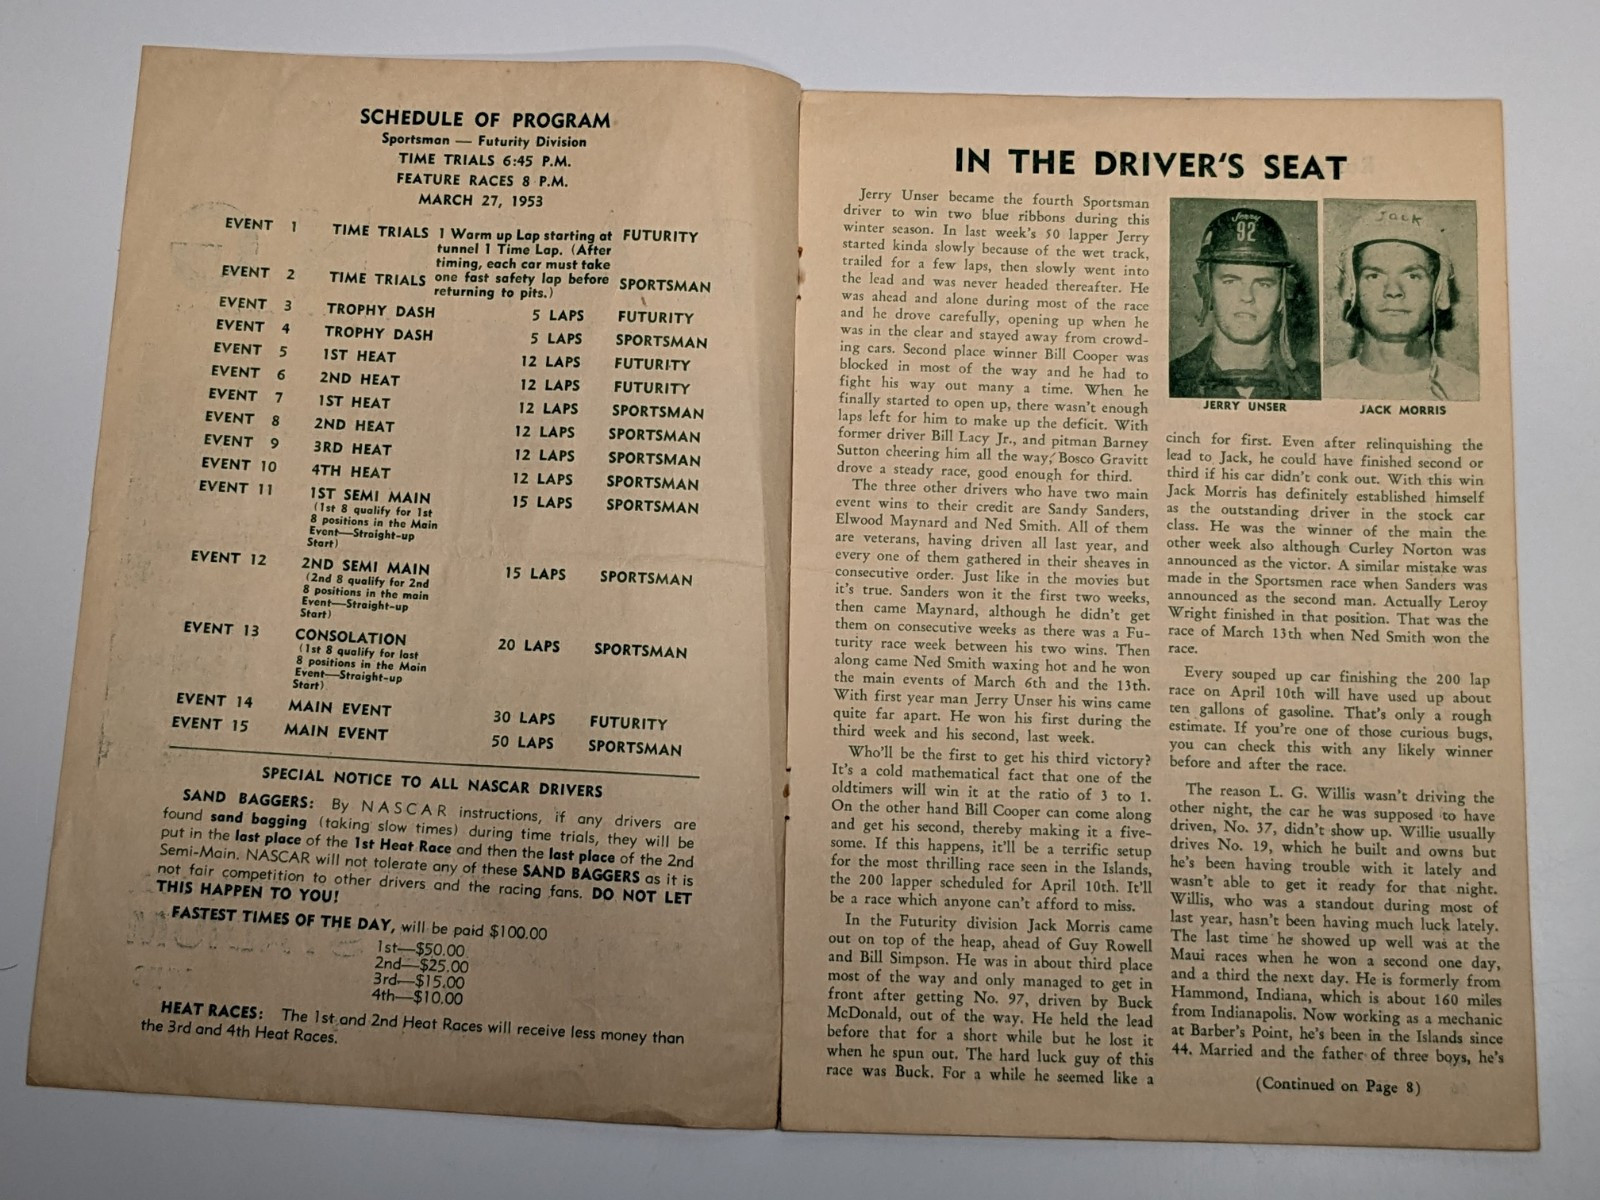 SCHEDULE OF PROGRAM
Sportsman — Futurity Division
TIME TRIALS 6:45 P.M.
FEATURE RACES 8 P.M.
MARCH 27, 1953
EVENT 1 TIME TRIALS 1 Warm up Lap starting at FUTURITY
tunnel 1 Time Lap. (After
timing, each car must take
EVENT 2 TIME TRIALS one fast safety lap before SPORTSMAN
returning to pits.)
EVENT 3 TROPHY DASH 5 LAPS FUTURITY
EVENT 4 TROPHY DASH 5 LAPS SPORTSMAN
EVENT 5 1ST HEAT 12 LAPS FUTURITY
EVENT 6 2ND HEAT 12 LAPS FUTURITY
EVENT 7 1ST HEAT 12 LAPS SPORTSMAN
EVENT 8 2ND HEAT 12 LAPS SPORTSMAN
EVENT 9 3RD HEAT 12 LAPS SPORTSMAN
EVENT 10 4TH HEAT 12 LAPS SPORTSMAN
EVENT 11 1ST SEMI MAIN 15 LAPS SPORTSMAN
(1st 8 qualify for 1st
8 positions in the Main
Event—Straight-up
Start)
EVENT 12 2ND SEMI MAIN 15 LAPS SPORTSMAN
(2nd 8 qualify for 2nd
8 positions in the main
Event—Straight-up
Start)
EVENT 13 CONSOLATION 20 LAPS SPORTSMAN
(1st 8 qualify for last
8 positions in the Main
Event—Straight-up
Start)
EVENT 14 MAIN EVENT 30 LAPS FUTURITY
EVENT 15 MAIN EVENT 50 LAPS SPORTSMAN
SPECIAL NOTICE TO ALL NASCAR DRIVERS
SAND BAGGERS: By NASCAR instructions, if any drivers are
found sand bagging (taking slow times) during time trials, they will be
put in the last place of the 1st Heat Race and then the last place of the 2nd
Semi-Main. NASCAR will not tolerate any of these SAND BAGGERS as it is
not fair competition to other drivers and the racing fans. DO NOT LET
THIS HAPPEN TO YOU!
FASTEST TIMES OF THE DAY, will be paid $100.00
1st—$50.00
2nd—$25.00
3rd—$15.00
4th—$10.00
HEAT RACES: The 1st and 2nd Heat Races will receive less money than
the 3rd and 4th Heat Races.
IN THE DRIVER'S SEAT
Jerry Unser became the fourth Sportsman
driver to win two blue ribbons during this
winter season. In last week's 50 lapper Jerry
started kinda slowly because of the wet track,
trailed for a few laps, then slowly went into
the lead and was never headed thereafter. He
was ahead and alone during most of the race
and he drove carefully, opening up when he
was in the clear and stayed away from crowd-
ing cars. Second place winner Bill Cooper was
blocked in most of the way and he had to
fight his way out many a time. When he
finally started to open up, there wasn't enough
laps left for him to make up the deficit. With
former driver Bill Lacy Jr., and pitman Barney
Sutton cheering him all the way, Bosco Gravitt
drove a steady race, good enough for third.
The three other drivers who have two main
event wins to their credit are Sandy Sanders,
Elwood Maynard and Ned Smith. All of them
are veterans, having driven all last year, and
every one of them gathered in their sheaves in
consecutive order. Just like in the movies but
it's true. Sanders won it the first two weeks,
then came Maynard, although he didn't get
them on consecutive weeks as there was a Fu-
turity race week between his two wins. Then
along came Ned Smith waxing hot and he won
the main events of March 6th and the 13th.
With first year man Jerry Unser his wins came
quite far apart. He won his first during the
third week and his second, last week.
Who'll be the first to get his third victory?
It's a cold mathematical fact that one of the
oldtimers will win it at the ratio of 3 to 1.
On the other hand Bill Cooper can come along
and get his second, thereby making it a five-
some. If this happens, it'll be a terrific setup
for the most thrilling race seen in the Islands,
the 200 lapper scheduled for April 10th. It'll
be a race which anyone can't afford to miss.
In the Futurity division Jack Morris came
out on top of the heap, ahead of Guy Rowell
and Bill Simpson. He was in about third place
most of the way and only managed to get in
front after getting No. 97, driven by Buck
McDonald, out of the way. He held the lead
before that for a short while but he lost it
when he spun out. The hard luck guy of this
race was Buck. For a while he seemed like a
Jerry
92
Jack
JERRY UNSER
JACK MORRIS
cinch for first. Even after relinquishing the
lead to Jack, he could have finished second or
third if his car didn't conk out. With this win
Jack Morris has definitely established himself
as the outstanding driver in the stock car
class. He was the winner of the main the
other week also although Curley Norton was
announced as the victor. A similar mistake was
made in the Sportsmen race when Sanders was
announced as the second man. Actually Leroy
Wright finished in that position. That was the
race of March 13th when Ned Smith won the
race.
Every souped up car finishing the 200 lap
race on April 10th will have used up about
ten gallons of gasoline. That's only a rough
estimate. If you're one of those curious bugs,
you can check this with any likely winner
before and after the race.
The reason L. G. Willis wasn't driving the
other night, the car he was supposed to have
driven, No. 37, didn't show up. Willie usually
drives No. 19, which he built and owns but
he's been having trouble with it lately and
wasn't able to get it ready for that night.
Willis, who was a standout during most of
last year, hasn't been having much luck lately.
The last time he showed up well was at the
Maui races when he won a second one day,
and a third the next day. He is formerly from
Hammond, Indiana, which is about 160 miles
from Indianapolis. Now working as a mechanic
at Barber's Point, he's been in the Islands since
44. Married and the father of three boys, he's
(Continued on Page 8)